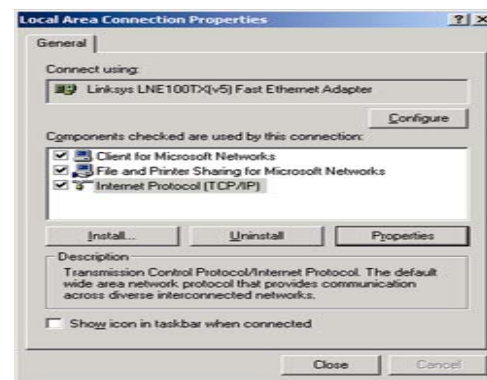 Local Area Connection Properties
General
Connect using:
Linksys LNE100TX(v5) Fast Ethernet Adapter
Configure
Components checked are used by this connection:
Client for Microsoft Networks
File and Printer Sharing for Microsoft Networks
Internet Protocol (TCP/IP)
Install... Uninstall Properties
Description
Transmission Control Protocol/Internet Protocol. The default
wide area network protocol that provides communication
across diverse interconnected networks.
Show icon in taskbar when connected
Close Cancel